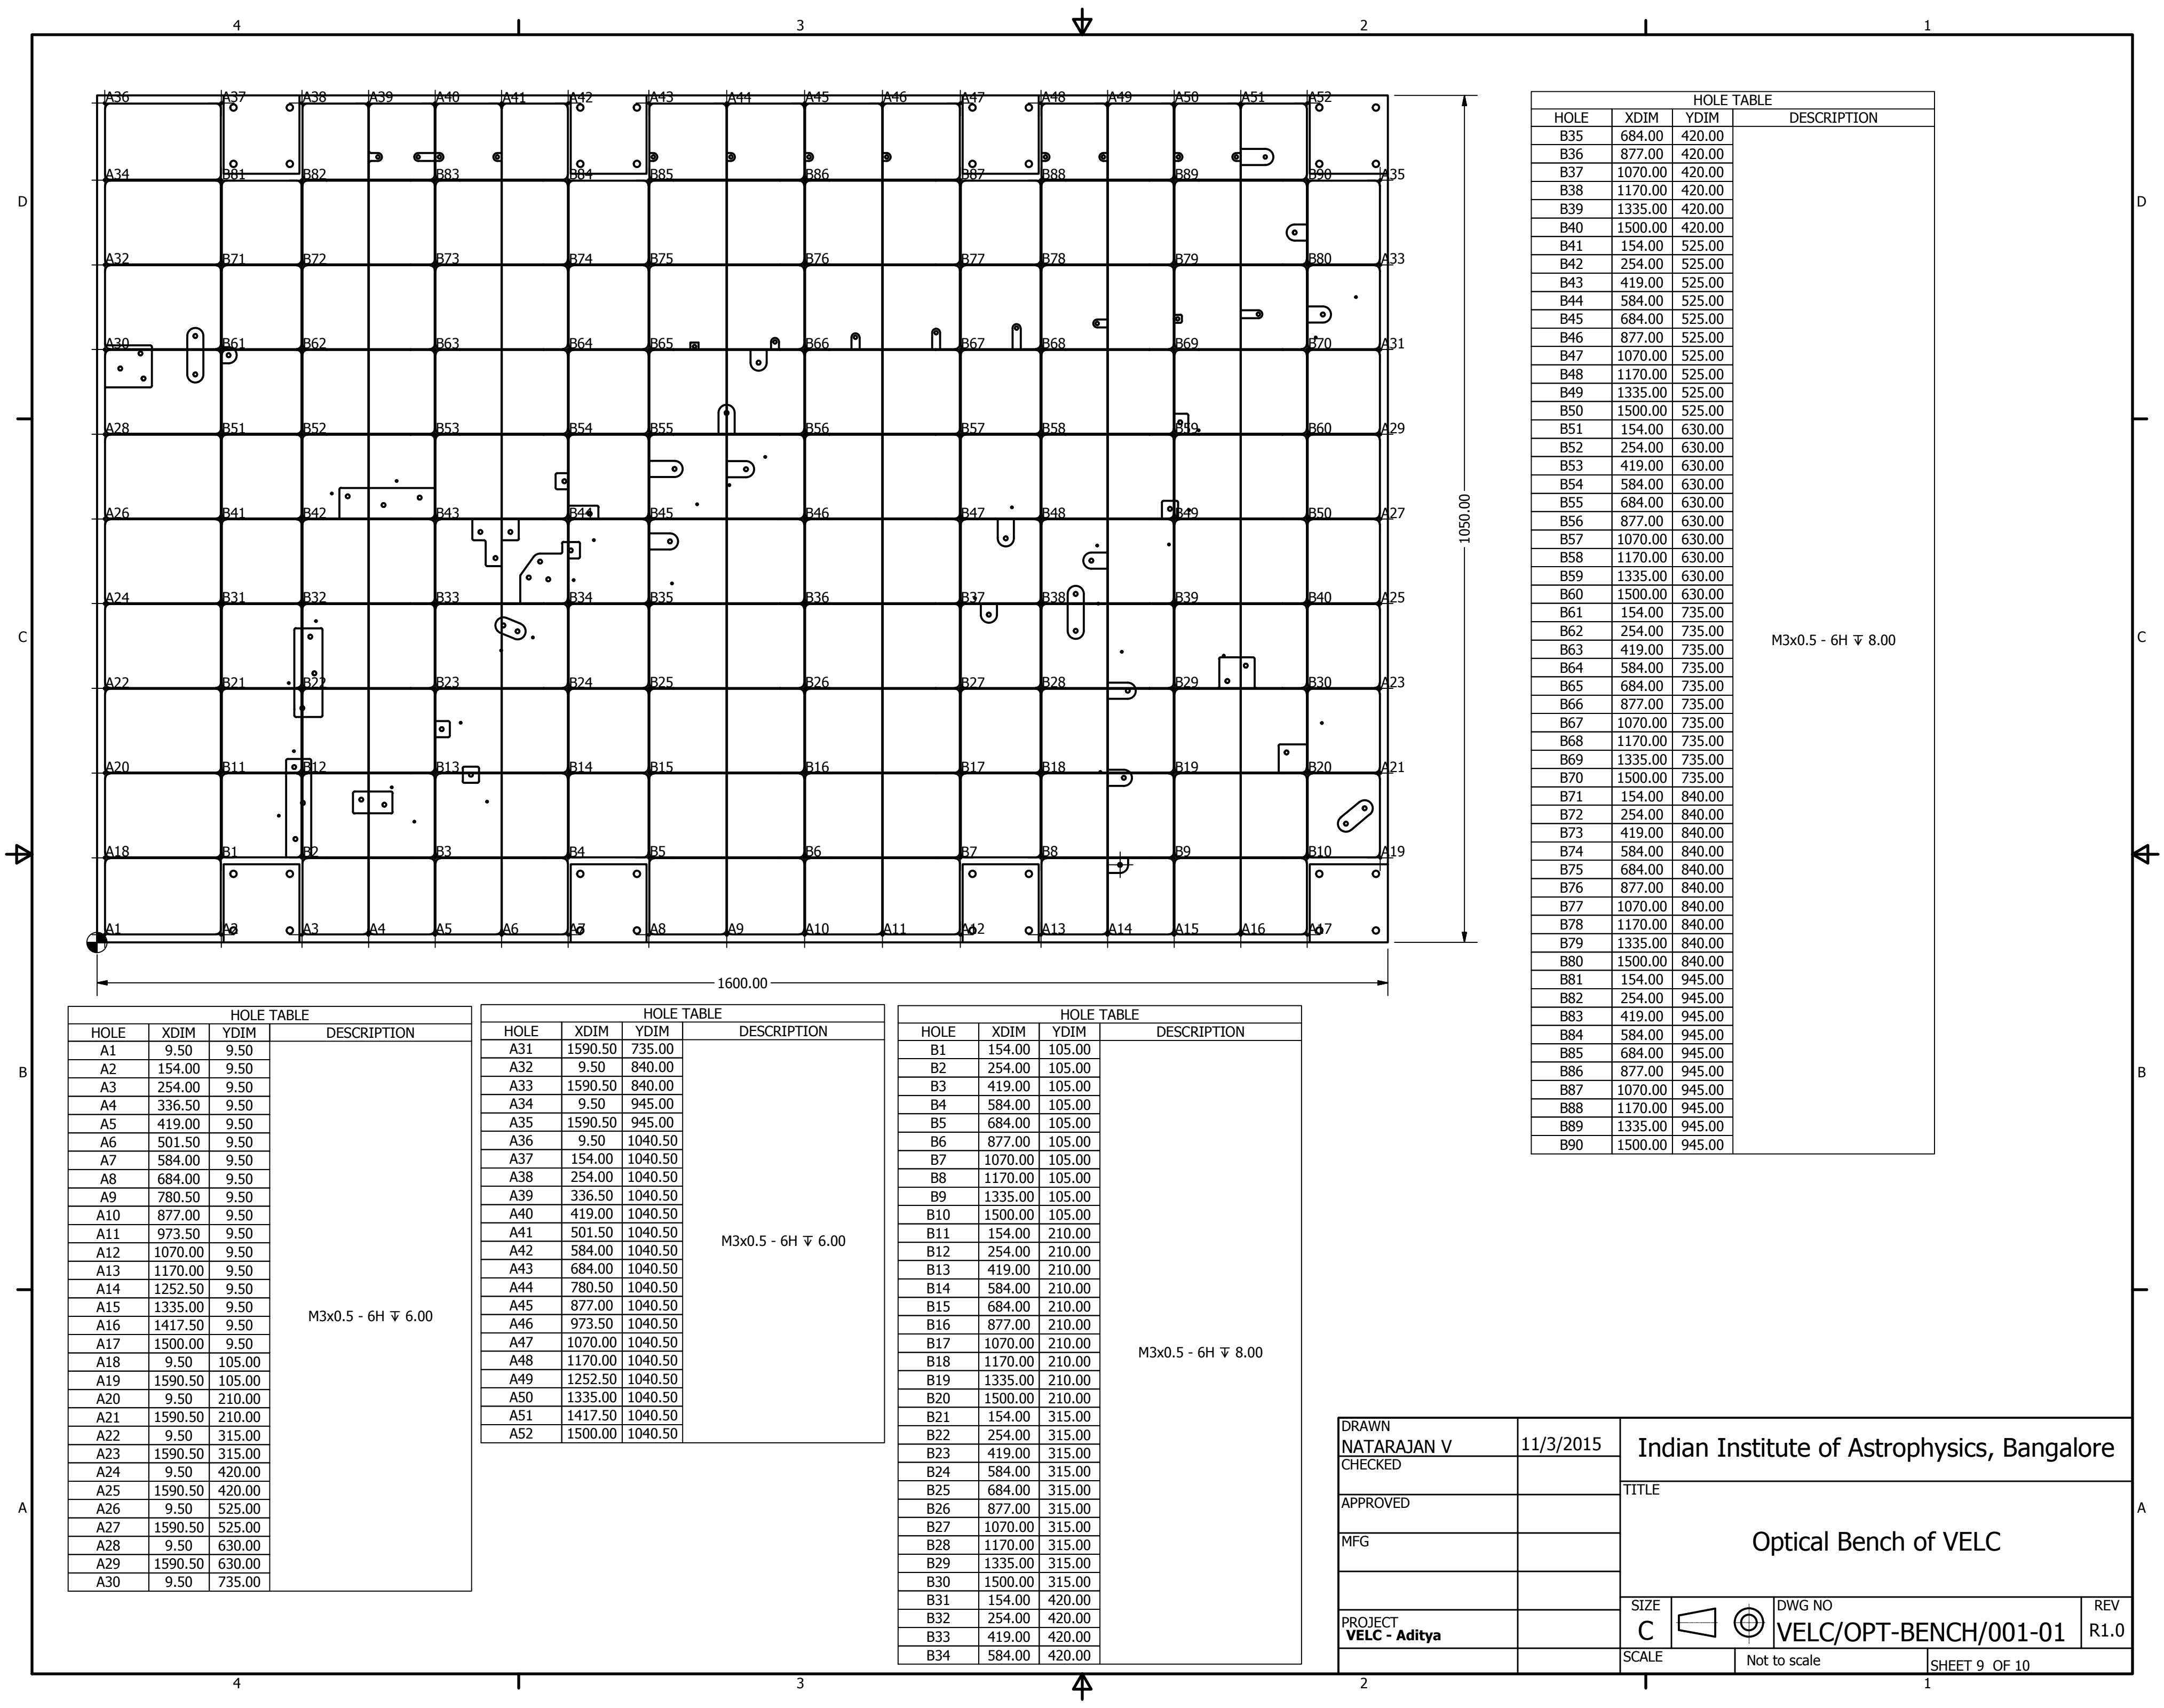 4 3 2 1
A36 A37 A38 A39 A40 A41 A42 A43 A44 A45 A46 A47 A48 A49 A50 A51 A52
A34 B81 B82 B83 B84 B85 B86 B87 B88 B89 B90 A35
D D
A32 B71 B72 B73 B74 B75 B76 B77 B78 B79 B80 A33
A30 B61 B62 B63 B64 B65 B66 B67 B68 B69 B70 A31
A28 B51 B52 B53 B54 B55 B56 B57 B58 B59 B60 A29
A26 B41 B42 B43 B44 B45 B46 B47 B48 B49 B50 A27
1050.00
A24 B31 B32 B33 B34 B35 B36 B37 B38 B39 B40 A25
C C
A22 B21 B22 B23 B24 B25 B26 B27 B28 B29 B30 A23
A20 B11 B12 B13 B14 B15 B16 B17 B18 B19 B20 A21
A18 B1 B2 B3 B4 B5 B6 B7 B8 B9 B10 A19
A1 A2 A3 A4 A5 A6 A7 A8 A9 A10 A11 A12 A13 A14 A15 A16 A17
1600.00
HOLE TABLE
HOLE XDIM YDIM DESCRIPTION
B35 684.00 420.00
B36 877.00 420.00
B37 1070.00 420.00
B38 1170.00 420.00
B39 1335.00 420.00
B40 1500.00 420.00
B41 154.00 525.00
B42 254.00 525.00
B43 419.00 525.00
B44 584.00 525.00
B45 684.00 525.00
B46 877.00 525.00
B47 1070.00 525.00
B48 1170.00 525.00
B49 1335.00 525.00
B50 1500.00 525.00
B51 154.00 630.00
B52 254.00 630.00
B53 419.00 630.00
B54 584.00 630.00
B55 684.00 630.00
B56 877.00 630.00
B57 1070.00 630.00
B58 1170.00 630.00
B59 1335.00 630.00
B60 1500.00 630.00
B61 154.00 735.00
B62 254.00 735.00
B63 419.00 735.00
B64 584.00 735.00
B65 684.00 735.00
B66 877.00 735.00
B67 1070.00 735.00
B68 1170.00 735.00
B69 1335.00 735.00
B70 1500.00 735.00
B71 154.00 840.00
B72 254.00 840.00
B73 419.00 840.00
B74 584.00 840.00
B75 684.00 840.00
B76 877.00 840.00
B77 1070.00 840.00
B78 1170.00 840.00
B79 1335.00 840.00
B80 1500.00 840.00
B81 154.00 945.00
B82 254.00 945.00
B83 419.00 945.00
B84 584.00 945.00
B85 684.00 945.00
B86 877.00 945.00
B87 1070.00 945.00
B88 1170.00 945.00
B89 1335.00 945.00
B90 1500.00 945.00
M3x0.5 - 6H ↧ 8.00
HOLE TABLE
HOLE XDIM YDIM DESCRIPTION
A1 9.50 9.50
A2 154.00 9.50
A3 254.00 9.50
A4 336.50 9.50
A5 419.00 9.50
A6 501.50 9.50
A7 584.00 9.50
A8 684.00 9.50
A9 780.50 9.50
A10 877.00 9.50
A11 973.50 9.50
A12 1070.00 9.50
A13 1170.00 9.50
A14 1252.50 9.50
A15 1335.00 9.50
A16 1417.50 9.50
A17 1500.00 9.50
A18 9.50 105.00
A19 1590.50 105.00
A20 9.50 210.00
A21 1590.50 210.00
A22 9.50 315.00
A23 1590.50 315.00
A24 9.50 420.00
A25 1590.50 420.00
A26 9.50 525.00
A27 1590.50 525.00
A28 9.50 630.00
A29 1590.50 630.00
A30 9.50 735.00
M3x0.5 - 6H ↧ 6.00
HOLE TABLE
HOLE XDIM YDIM DESCRIPTION
A31 1590.50 735.00
A32 9.50 840.00
A33 1590.50 840.00
A34 9.50 945.00
A35 1590.50 945.00
A36 9.50 1040.50
A37 154.00 1040.50
A38 254.00 1040.50
A39 336.50 1040.50
A40 419.00 1040.50
A41 501.50 1040.50
A42 584.00 1040.50
A43 684.00 1040.50
A44 780.50 1040.50
A45 877.00 1040.50
A46 973.50 1040.50
A47 1070.00 1040.50
A48 1170.00 1040.50
A49 1252.50 1040.50
A50 1335.00 1040.50
A51 1417.50 1040.50
A52 1500.00 1040.50
M3x0.5 - 6H ↧ 6.00
HOLE TABLE
HOLE XDIM YDIM DESCRIPTION
B1 154.00 105.00
B2 254.00 105.00
B3 419.00 105.00
B4 584.00 105.00
B5 684.00 105.00
B6 877.00 105.00
B7 1070.00 105.00
B8 1170.00 105.00
B9 1335.00 105.00
B10 1500.00 105.00
B11 154.00 210.00
B12 254.00 210.00
B13 419.00 210.00
B14 584.00 210.00
B15 684.00 210.00
B16 877.00 210.00
B17 1070.00 210.00
B18 1170.00 210.00
B19 1335.00 210.00
B20 1500.00 210.00
B21 154.00 315.00
B22 254.00 315.00
B23 419.00 315.00
B24 584.00 315.00
B25 684.00 315.00
B26 877.00 315.00
B27 1070.00 315.00
B28 1170.00 315.00
B29 1335.00 315.00
B30 1500.00 315.00
B31 154.00 420.00
B32 254.00 420.00
B33 419.00 420.00
B34 584.00 420.00
M3x0.5 - 6H ↧ 8.00
B B
A A
DRAWN
NATARAJAN V 11/3/2015
CHECKED
APPROVED
MFG
PROJECT
VELC - Aditya
Indian Institute of Astrophysics, Bangalore
TITLE
Optical Bench of VELC
SIZE
C
DWG NO
VELC/OPT-BENCH/001-01
REV
R1.0
SCALE
Not to scale
SHEET 9 OF 10
4 3 2 1